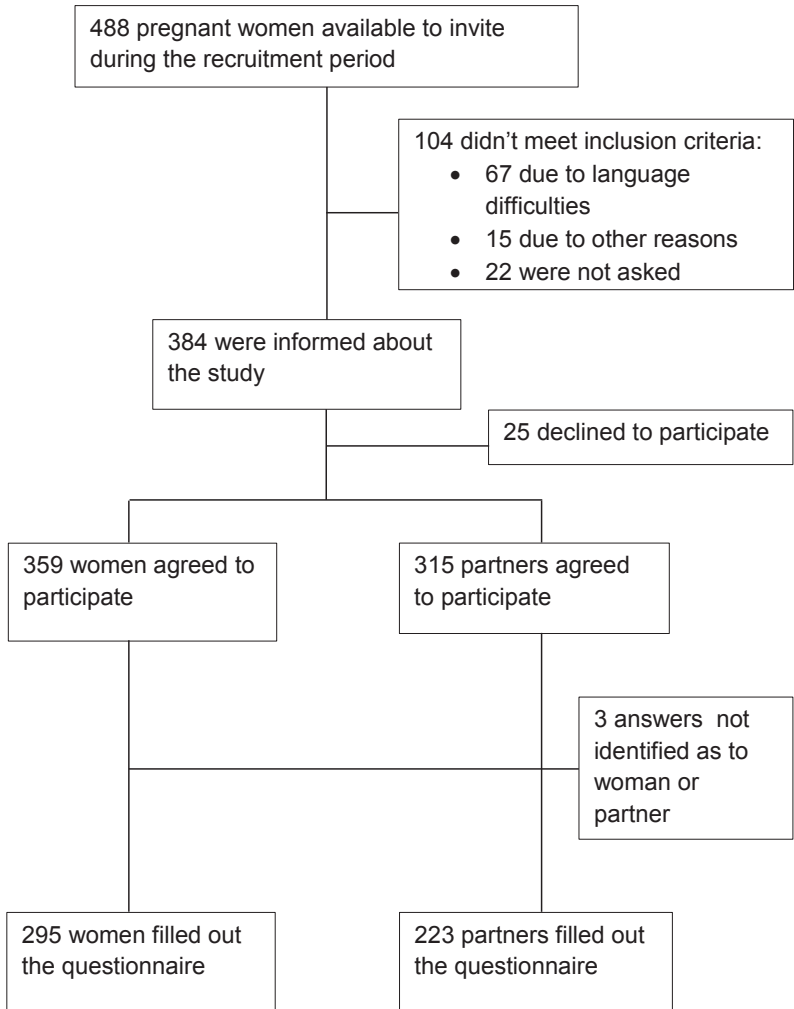 488 pregnant women available to invite
during the recruitment period
104 didn't meet inclusion criteria:
• 67 due to language
difficulties
• 15 due to other reasons
• 22 were not asked
384 were informed about
the study
25 declined to participate
359 women agreed to
participate
315 partners agreed
to participate
3 answers  not
identified as to
woman or
partner
295 women filled out
the questionnaire
223 partners filled out
the questionnaire